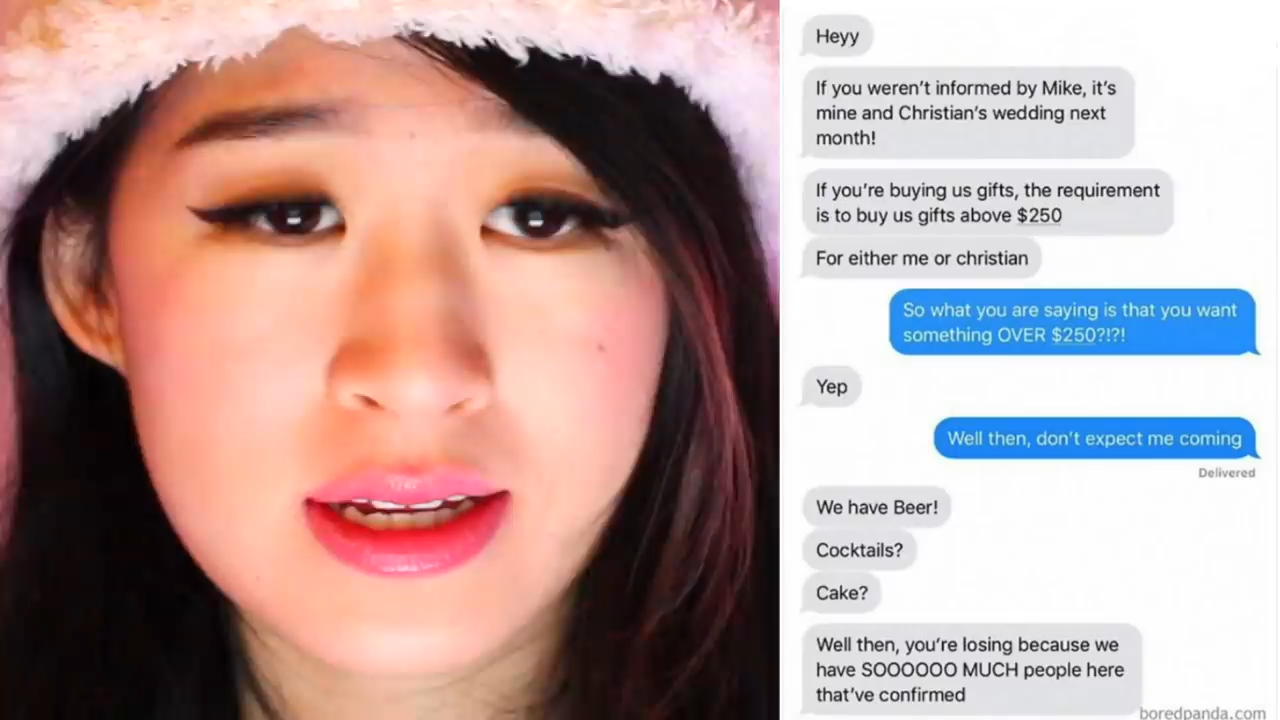 Heyy
If you weren't informed by Mike, it's
mine and Christian's wedding next
month!
If you're buying us gifts, the requirement
is to buy us gifts above $250
For either me or christian
So what you are saying is that you want
something OVER $250?!?!
Yep
Well then, don't expect me coming
Delivered
We have Beer!
Cocktails?
Cake?
Well then, you're losing because we
have SOOOOOO MUCH people here
that've confirmed
boredpanda.com